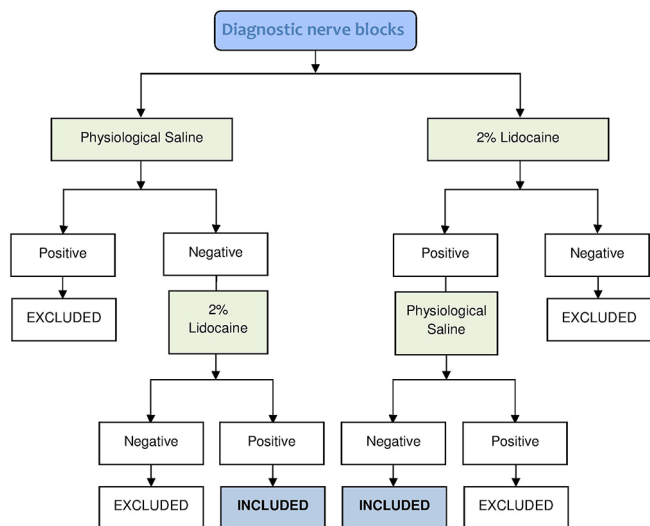 Diagnostic nerve blocks
Physiological Saline
2% Lidocaine
Positive
Negative
Positive
Negative
EXCLUDED
2%
Lidocaine
Physiological
Saline
EXCLUDED
Negative
Positive
Negative
Positive
EXCLUDED
INCLUDED
INCLUDED
EXCLUDED